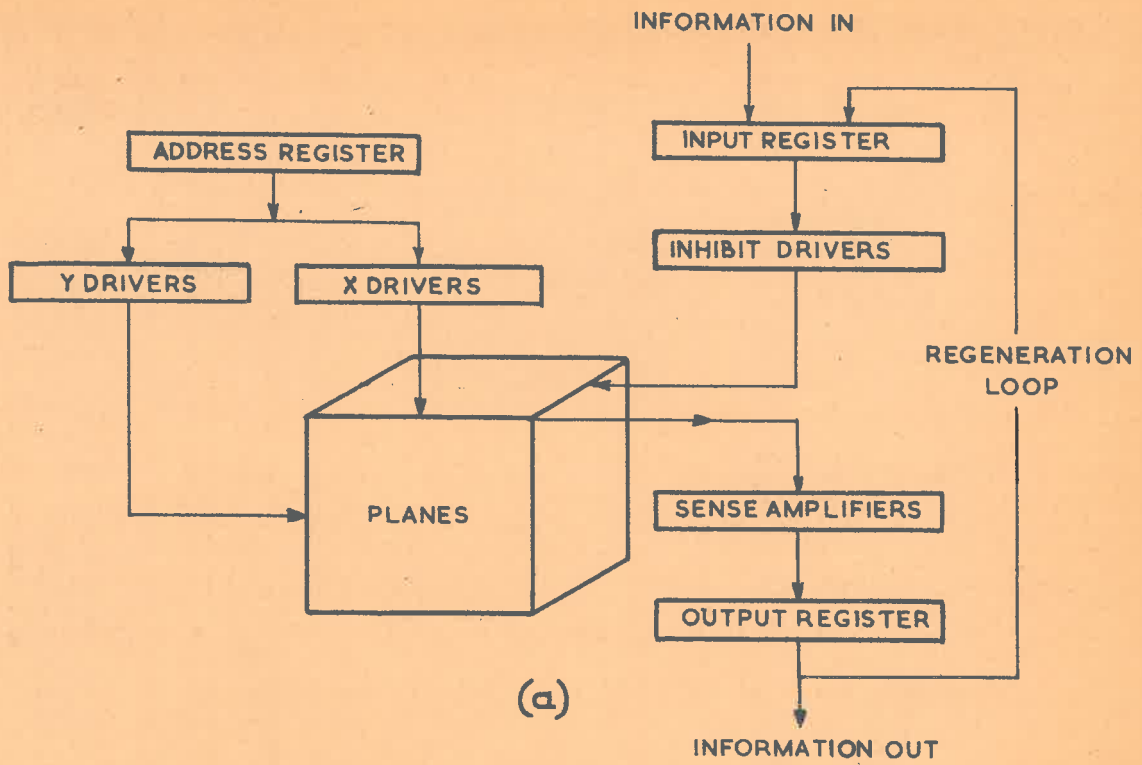 INFORMATION IN
ADDRESS REGISTER
INPUT REGISTER
Y DRIVERS
X DRIVERS
INHIBIT DRIVERS
REGENERATION
LOOP
PLANES
SENSE AMPLIFIERS
OUTPUT REGISTER
(a)
INFORMATION OUT